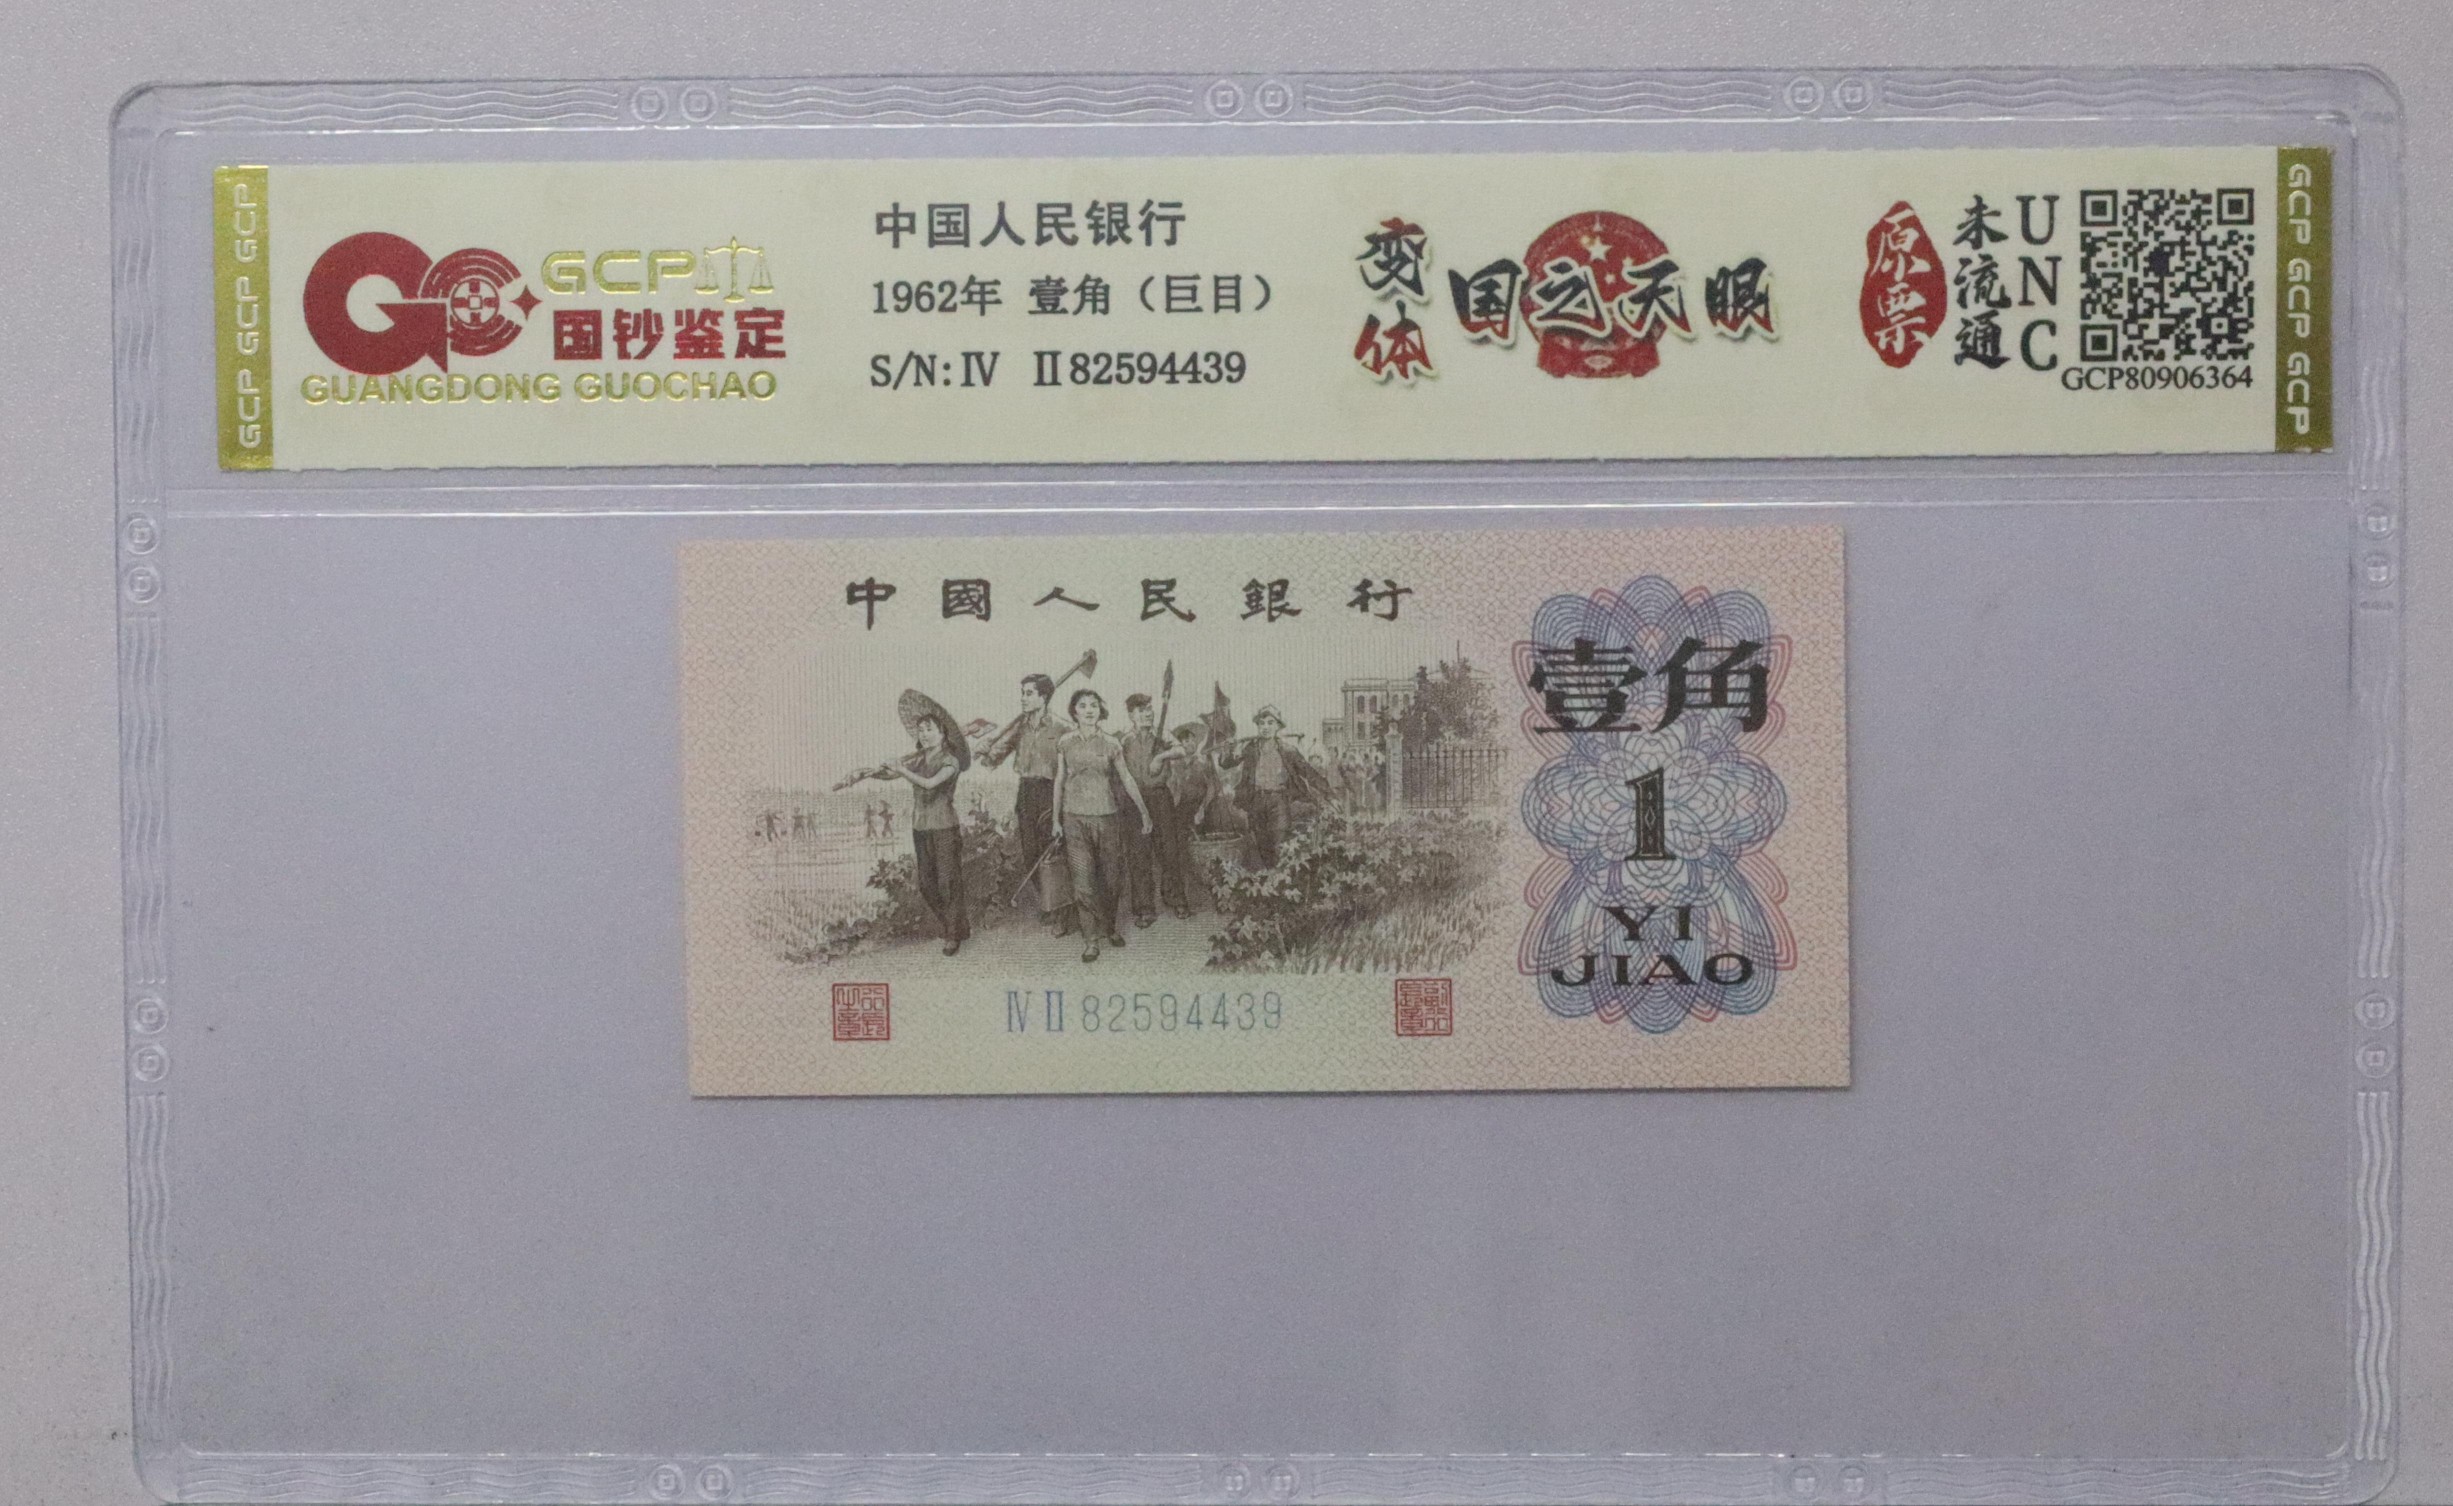 GCP GCP GCP
GCP
国钞鉴定
GUANGDONG GUOCHAO
中国人民银行
1962年 壹角（巨目）
S/N: IV II 82594439
变体
国之天眼
原票
未流通
UNC
GCP80906364
GCP GCP GCP
中國人民銀行
壹角
1
YI
JIAO
IV II 82594439